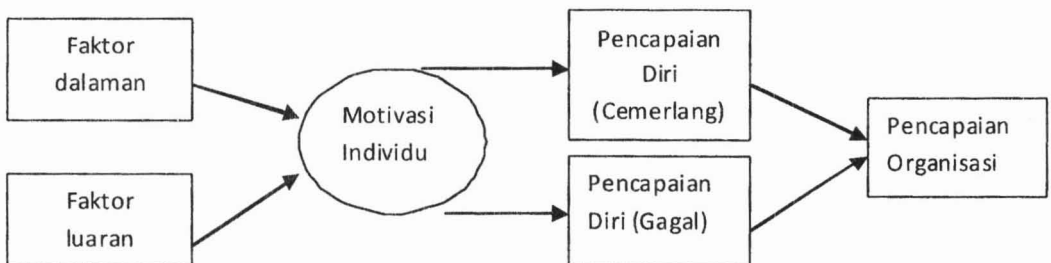 Faktor
dalaman
Faktor
luaran
Motivasi
Individu
Pencapaian
Diri
(Cemerlang)
Pencapaian
Diri (Gagal)
Pencapaian
Organisasi